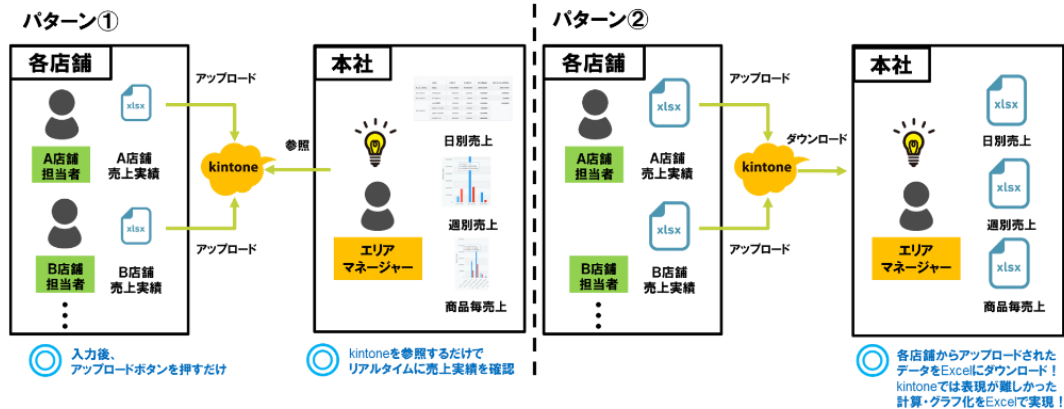 パターン①
各店舗
xlsx
アップロード
A店舗
担当者
A店舗
売上実績
kintone
参照
xlsx
アップロード
B店舗
担当者
B店舗
売上実績
本社
日別売上
週別売上
エリア
マネージャー
商品毎売上
入力後、
アップロードボタンを押すだけ
kintoneを参照するだけで
リアルタイムに売上実績を確認
パターン②
各店舗
xlsx
アップロード
A店舗
担当者
A店舗
売上実績
kintone
ダウンロード
xlsx
アップロード
B店舗
担当者
B店舗
売上実績
本社
xlsx
日別売上
xlsx
週別売上
エリア
マネージャー
xlsx
商品毎売上
各店舗からアップロードされた
データをExcelにダウンロード！
kintoneでは表現が難しかった
計算・グラフ化をExcelで実現！